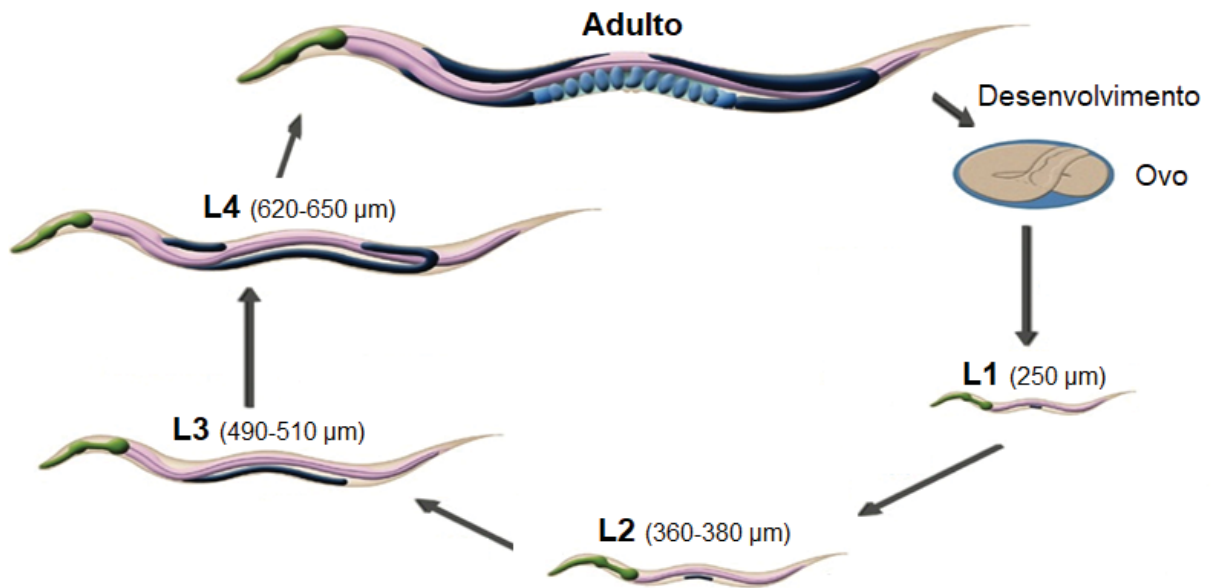 Adulto
Desenvolvimento
Ovo
L1 (250 µm)
L2 (360-380 µm)
L3 (490-510 µm)
L4 (620-650 µm)